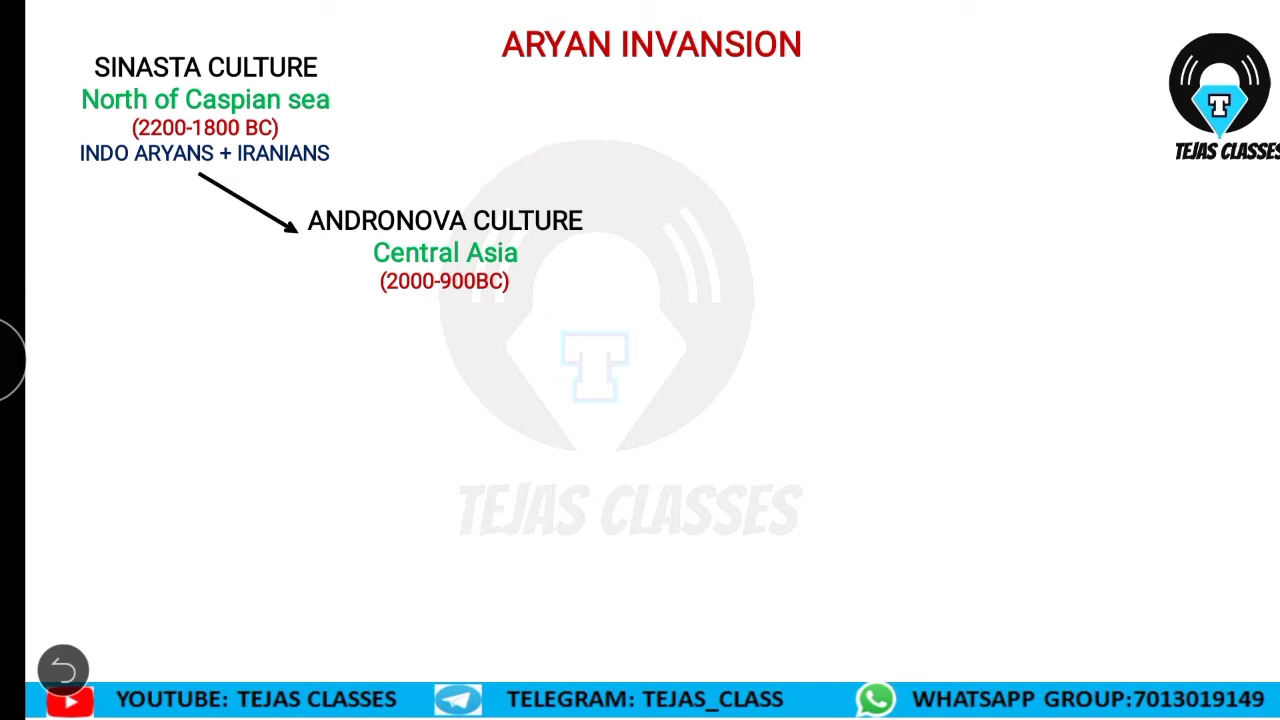 ARYAN INVANSION
SINASTA CULTURE
North of Caspian sea
(2200-1800 BC)
INDO ARYANS + IRANIANS
ANDRONOVA CULTURE
Central Asia
(2000-900BC)
T
TEJAS CLASSES
T
TEJAS CLASSES
YOUTUBE: TEJAS CLASSES
TELEGRAM: TEJAS_CLASS
WHATSAPP GROUP:7013019149